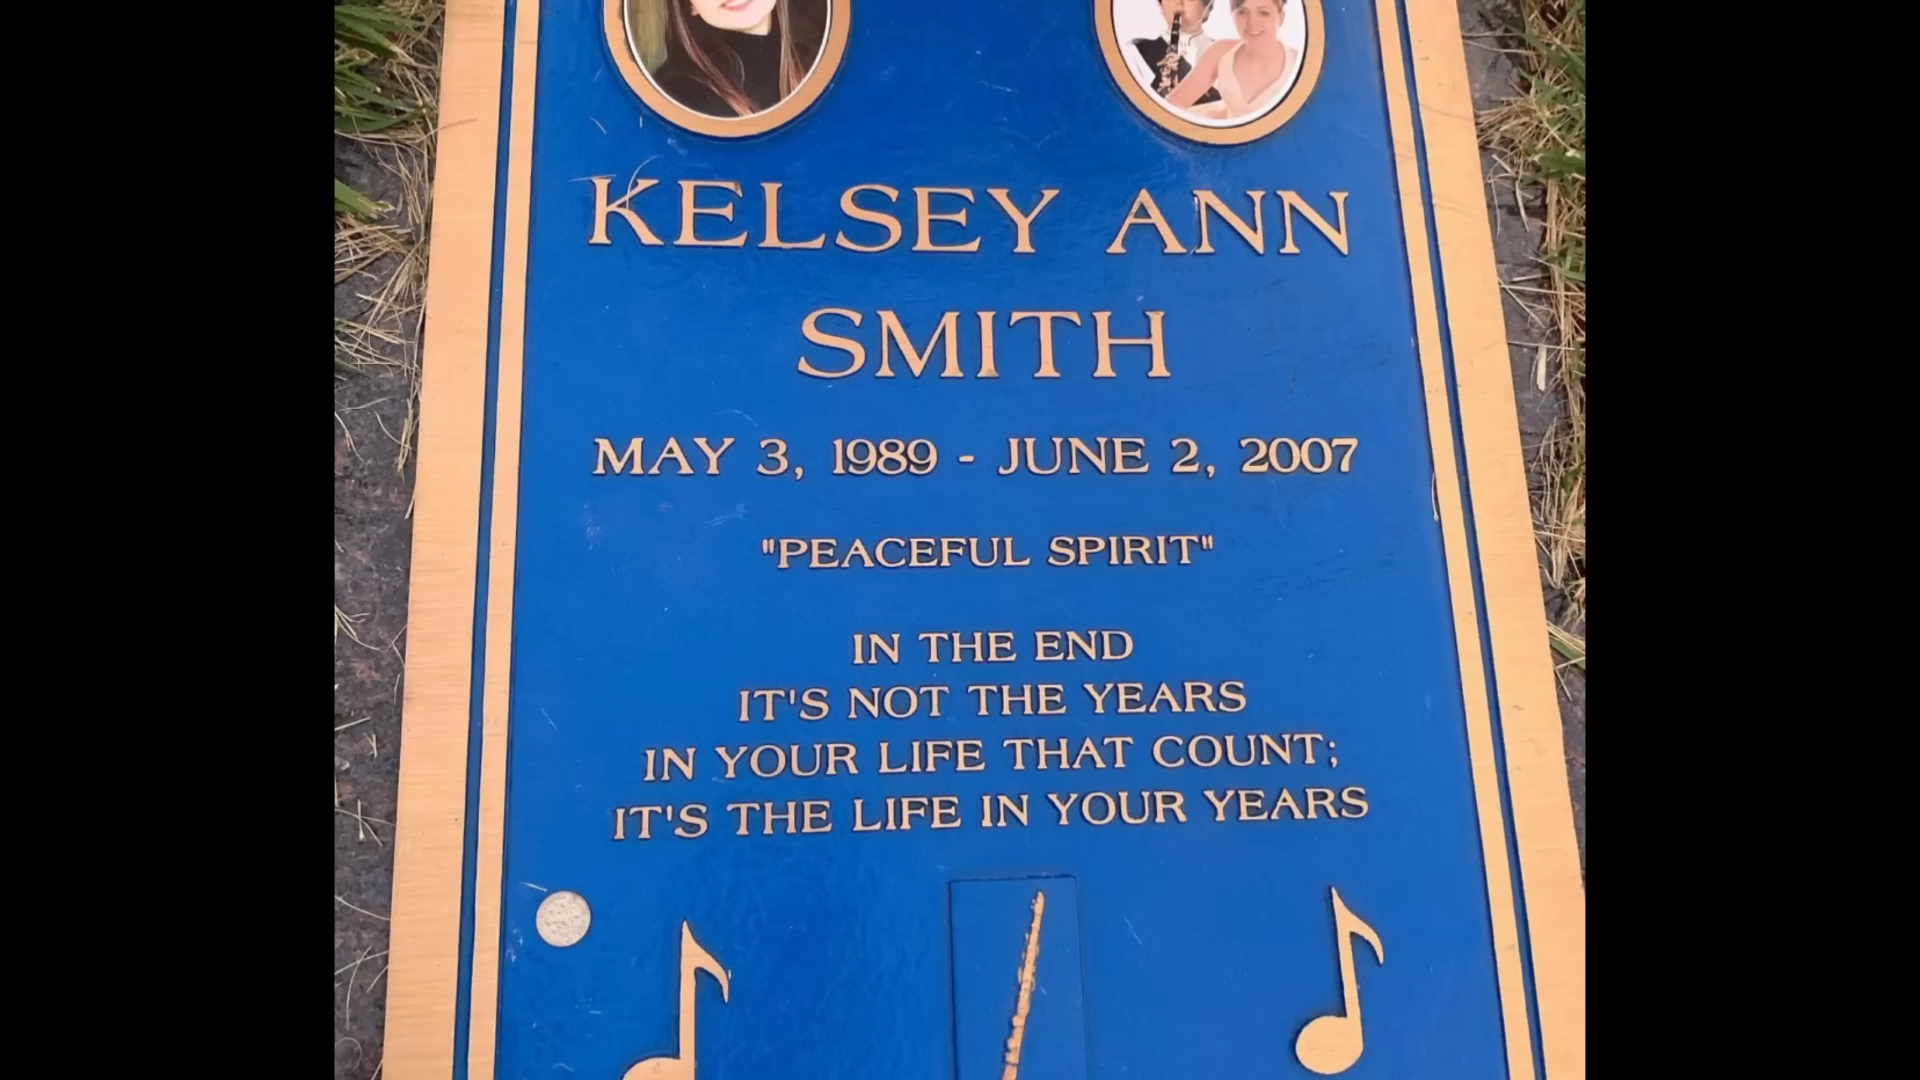 KELSEY ANN
SMITH
MAY 3, 1989 - JUNE 2, 2007
"PEACEFUL SPIRIT"
IN THE END
IT'S NOT THE YEARS
IN YOUR LIFE THAT COUNT;
IT'S THE LIFE IN YOUR YEARS